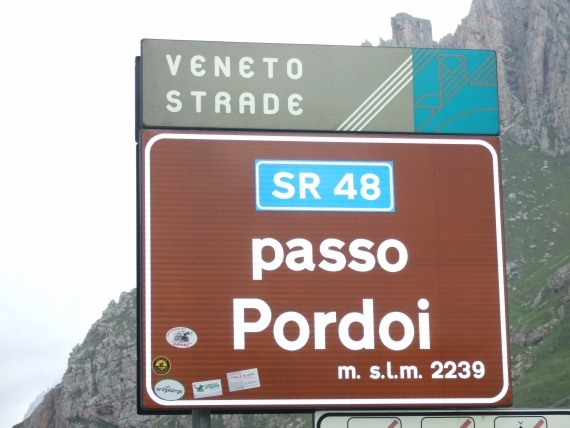 VENETO
STRADE
SR 48
passo
Pordoi
m. s.l.m. 2239